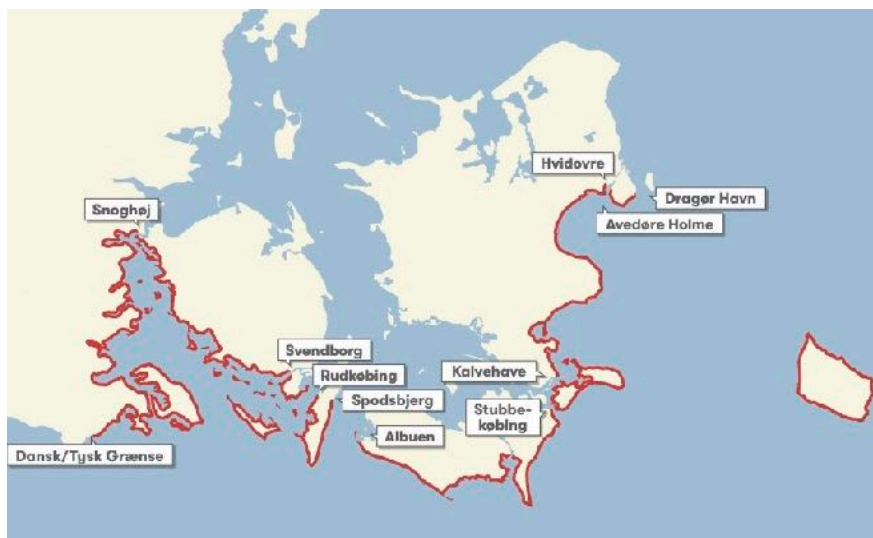 Hvidovre
Dragør Havn
Snoghøj
Avedøre Holme
Svendborg
Kalvehave
Rudkøbing
Spodsbjerg
Stubbe-
købing
Albuen
Dansk/Tysk Grænse